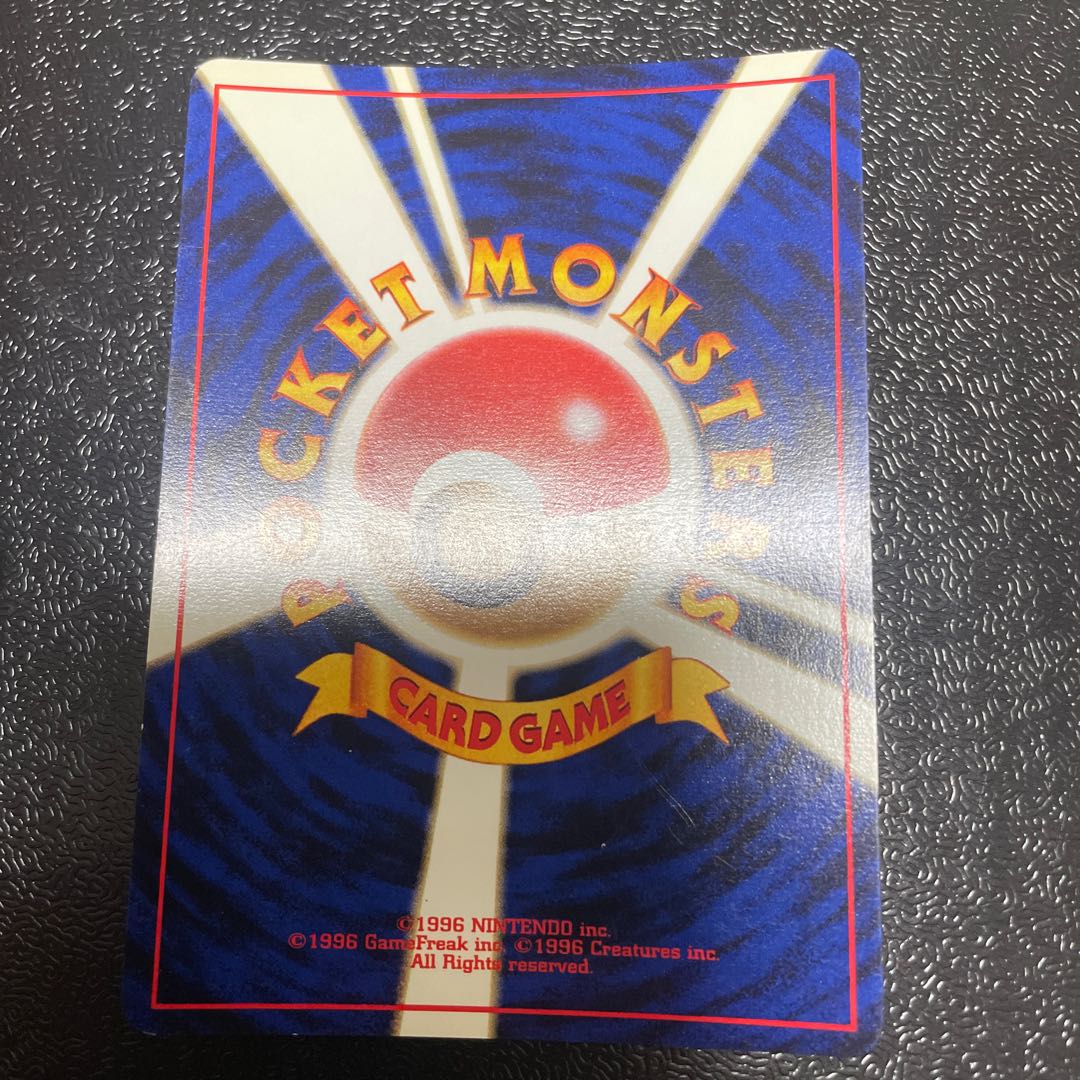 POCKET MONSTERS
CARD GAME
©1996 NINTENDO inc.
©1996 GameFreak inc. ©1996 Creatures inc.
All Rights reserved.